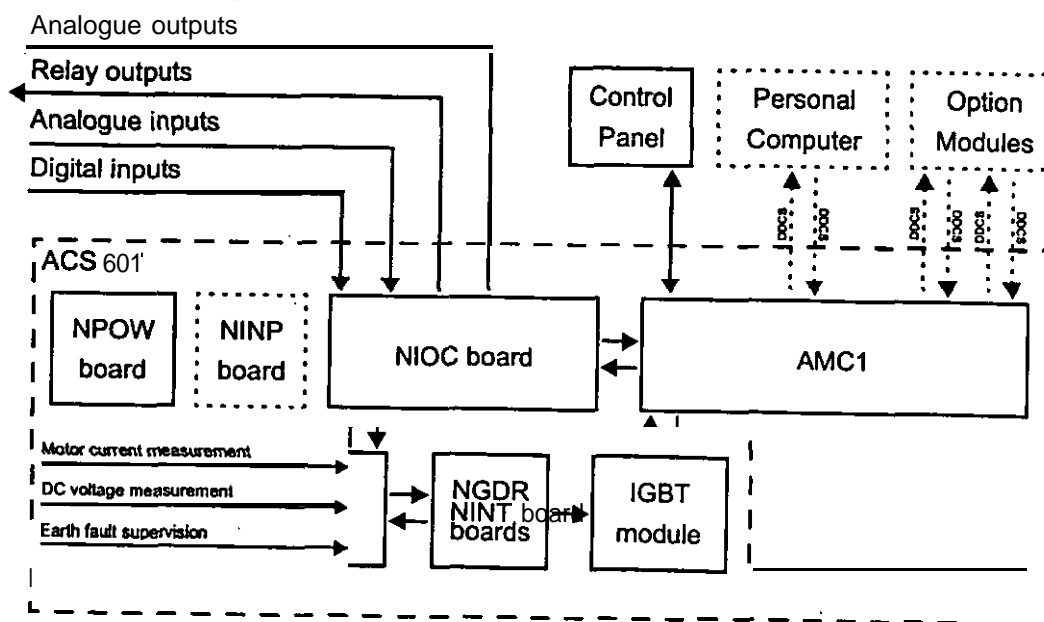 Analogue outputs
Relay outputs
Analogue inputs
Digital inputs
Control
Panel
Personal
Computer
Option
Modules
DDCS
DDCS
DDCS
DDCS
DDCS
DDCS
ACS 601
NPOW
board
NINP
board
NIOC board
AMC1
Motor current measurement
DC voltage measurement
Earth fault supervision
NGDR
NINT board
boards
IGBT
module